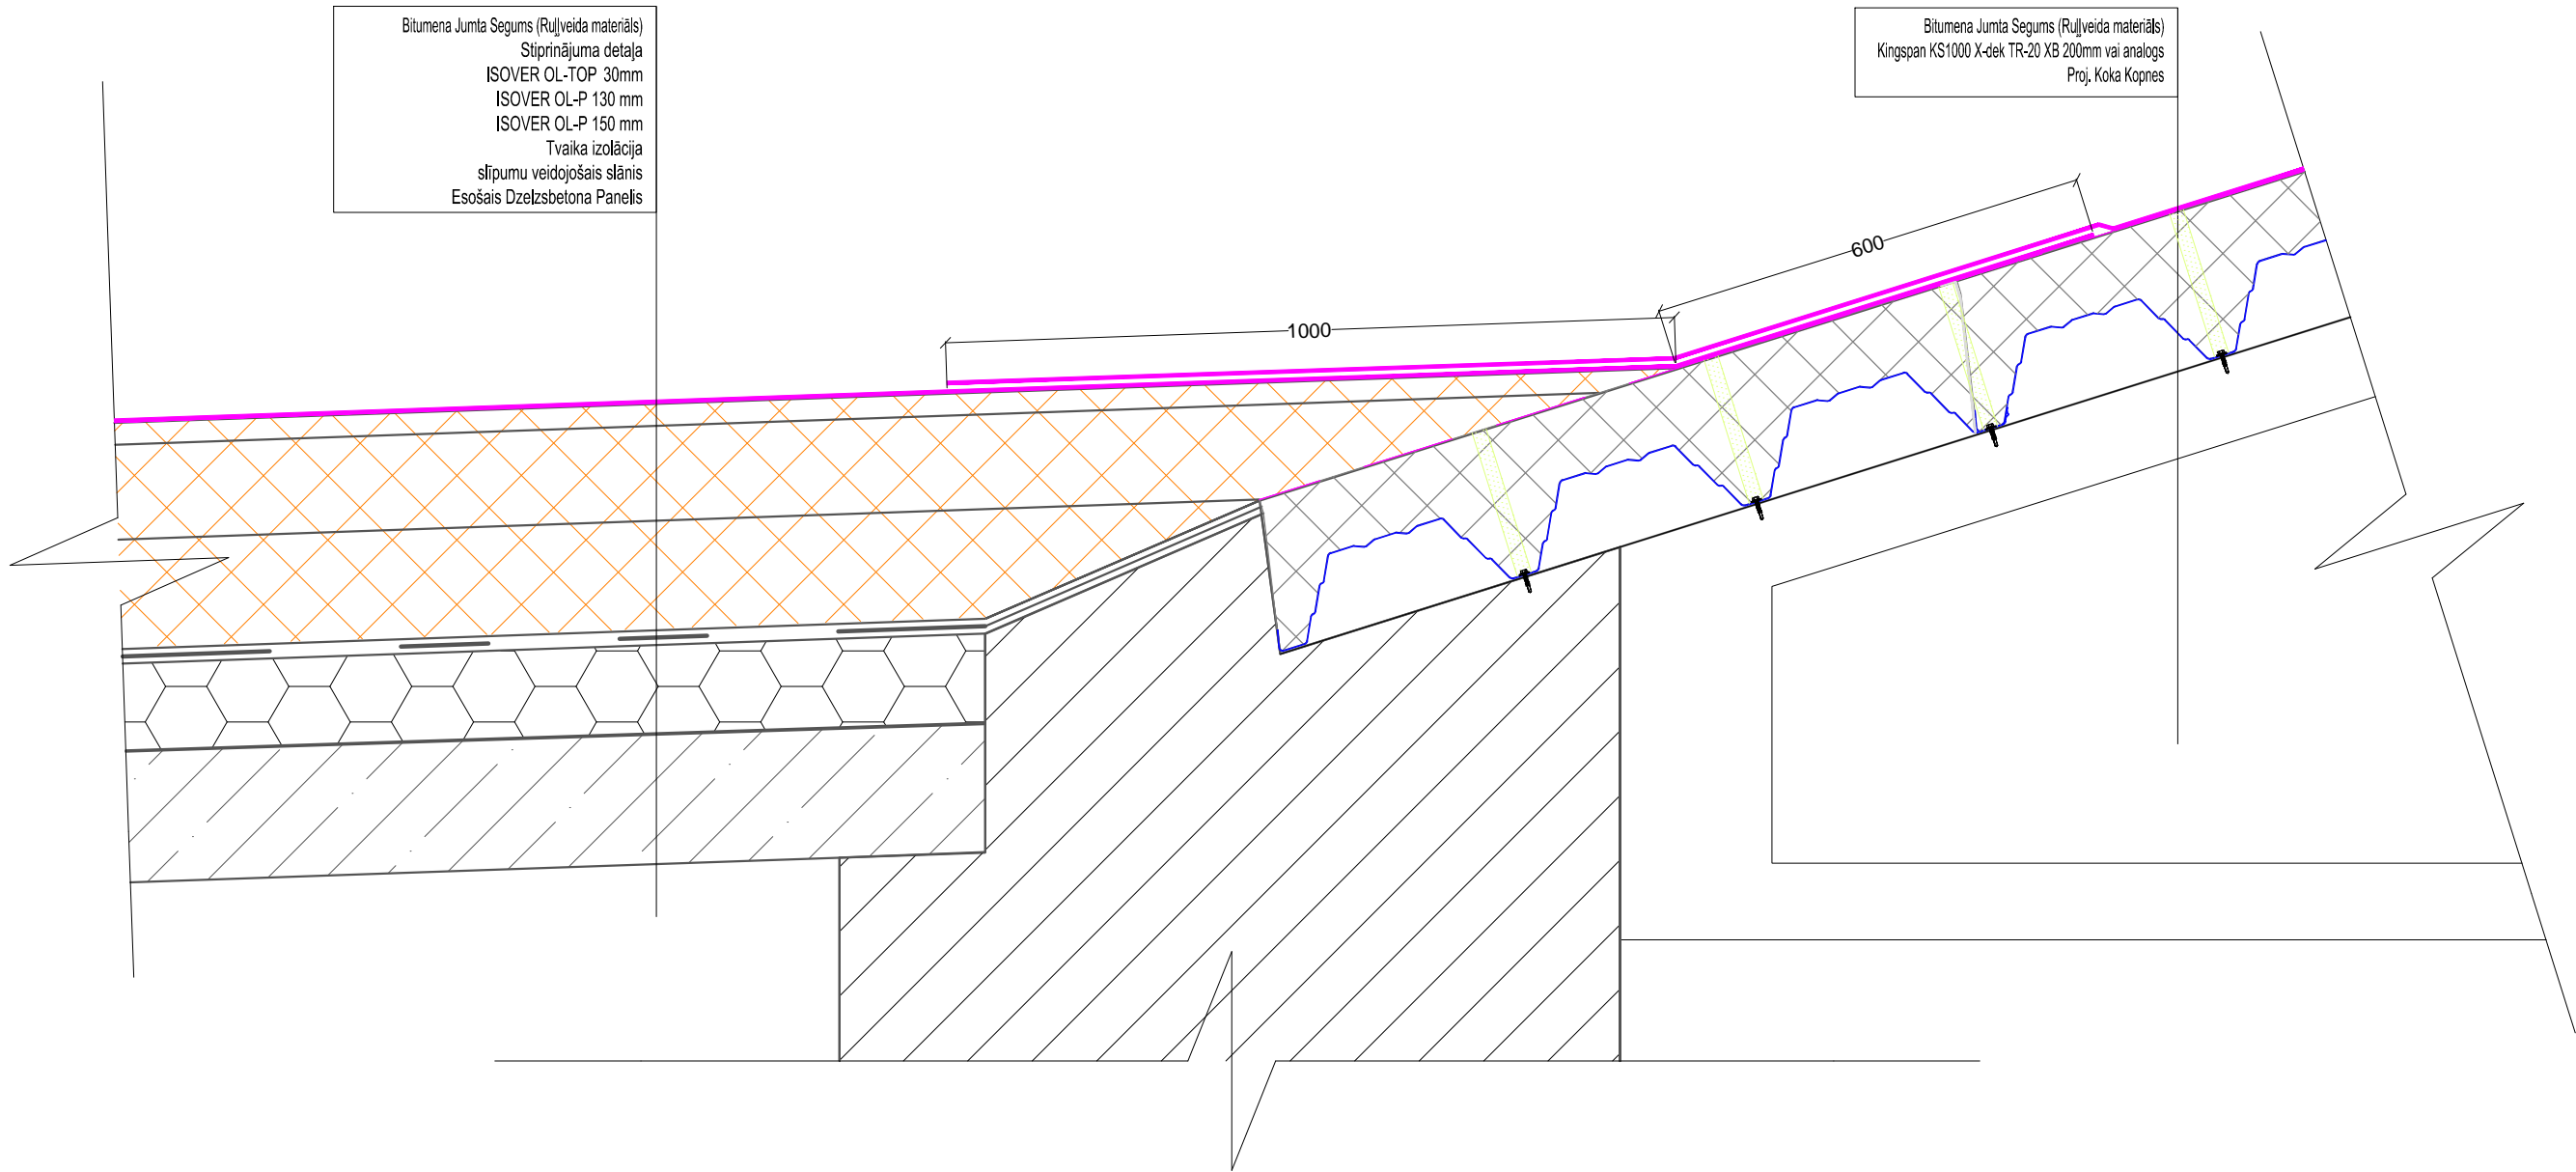 Bitumena Jumta Segums (Ruļļveida materiāls)
Stiprinājuma detaļa
ISOVER OL-TOP 30mm
ISOVER OL-P 130 mm
ISOVER OL-P 150 mm
Tvaika izolācija
slīpumu veidojošais slānis
Esošais Dzelzsbetona Panelis
Bitumena Jumta Segums (Ruļļveida materiāls)
Kingspan KS1000 X-dek TR-20 XB 200mm vai analogs
Proj. Koka Kopnes
600
1000